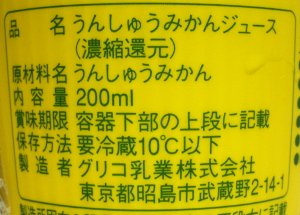 品名 うんしゅうみかんジュース
(濃縮還元)
原材料名 うんしゅうみかん
内容量 200ml
賞味期限 容器下部の上段に記載
保存方法 要冷蔵10℃以下
製造者 グリコ乳業株式会社
東京都昭島市武蔵野2-14-1